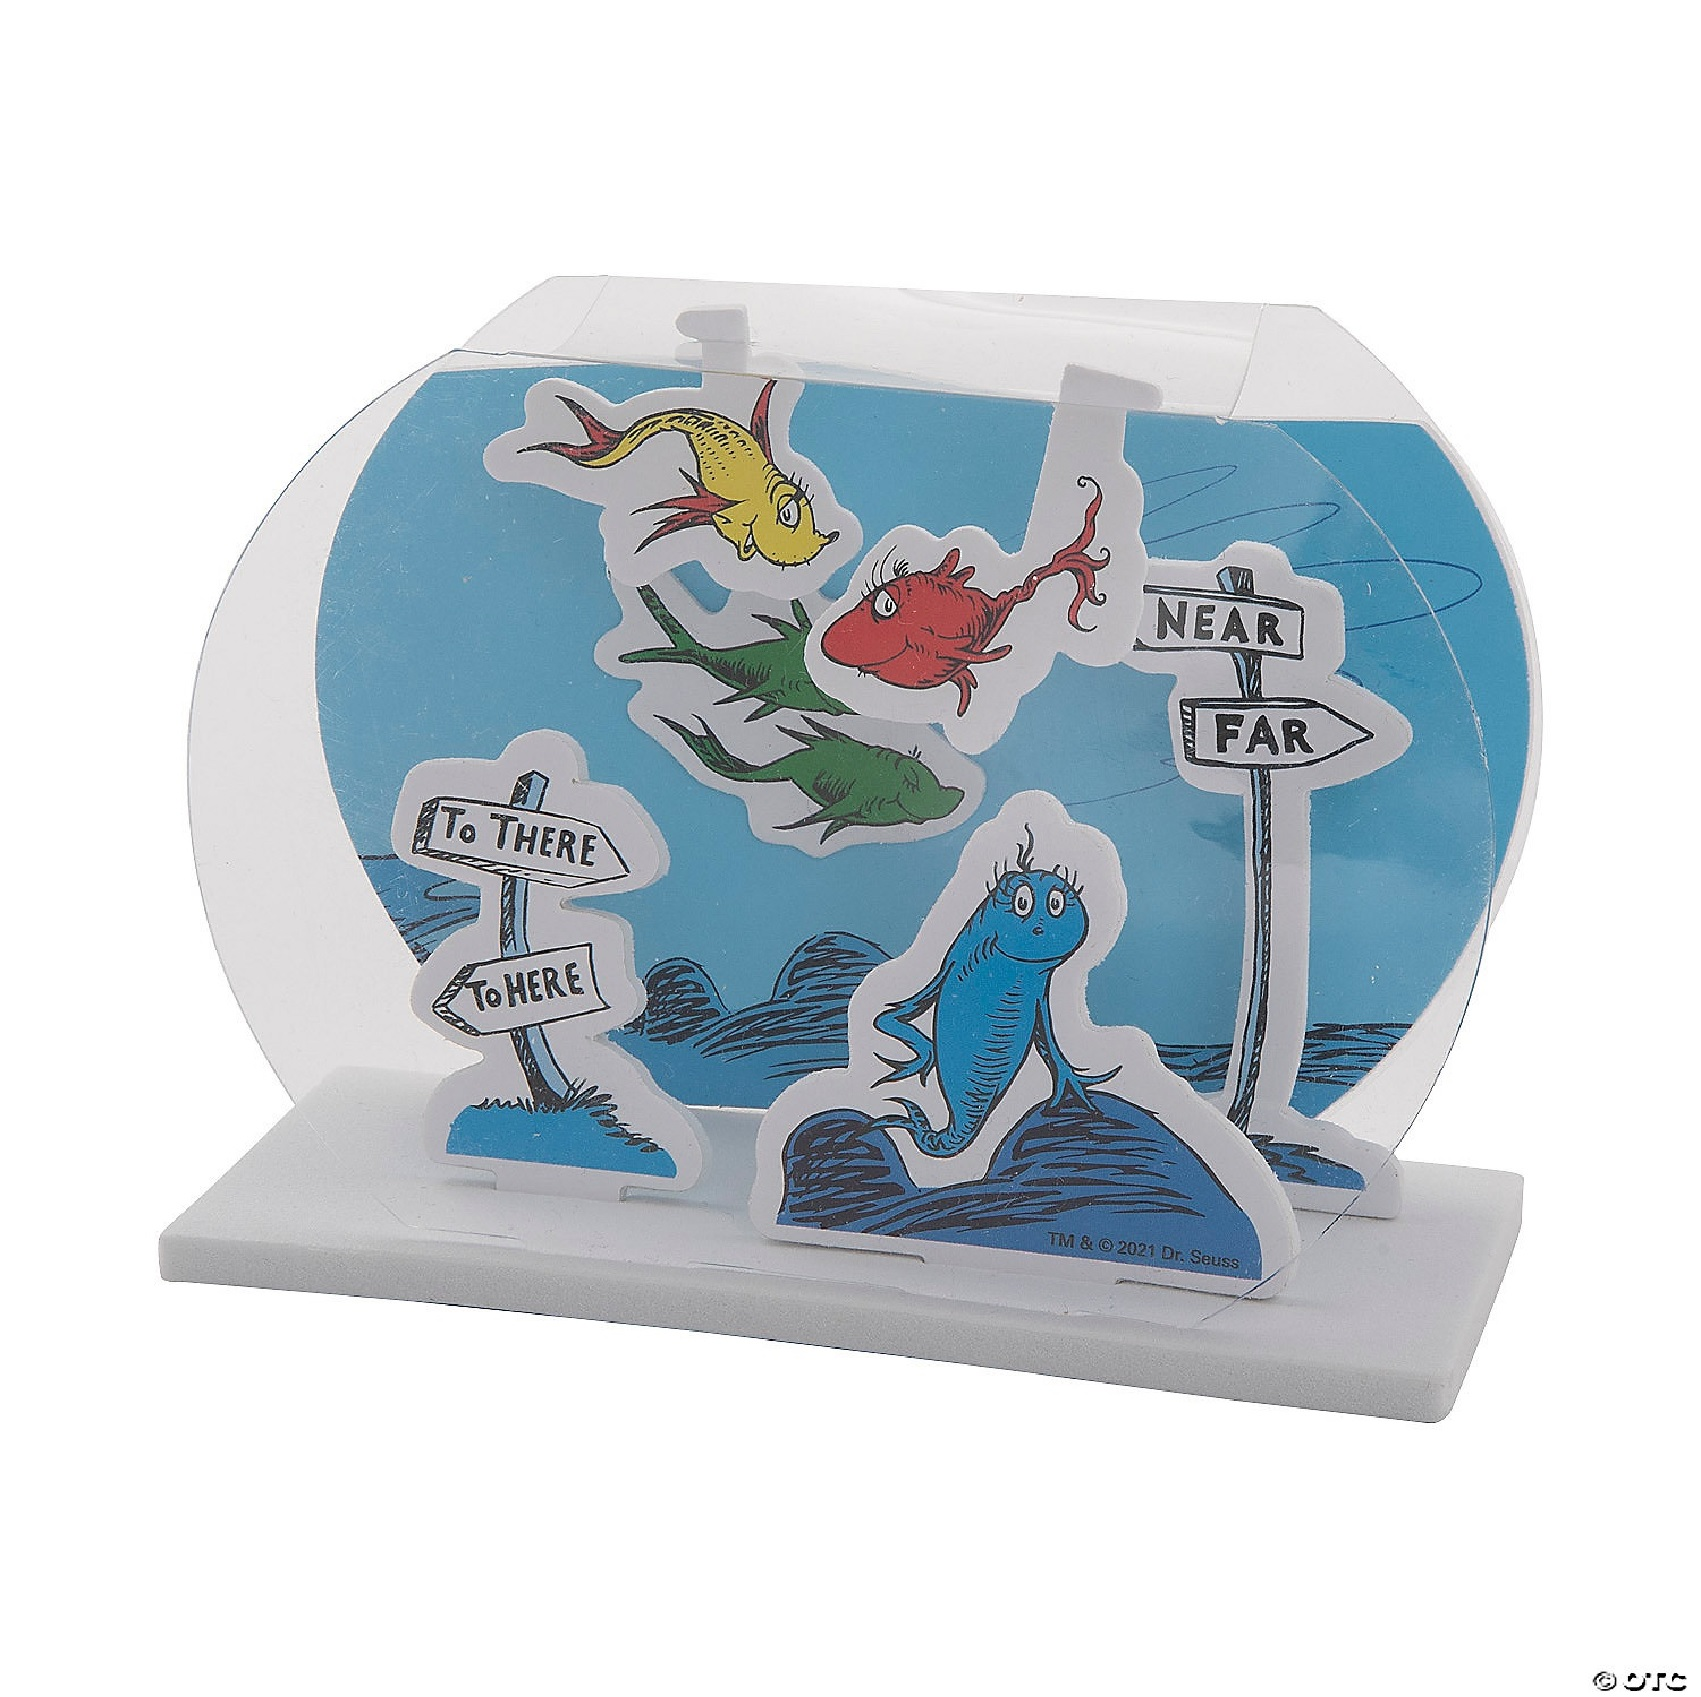 NEAR
FAR
To THERE
To HERE
TM & © 2021 Dr. Seuss
© OTC